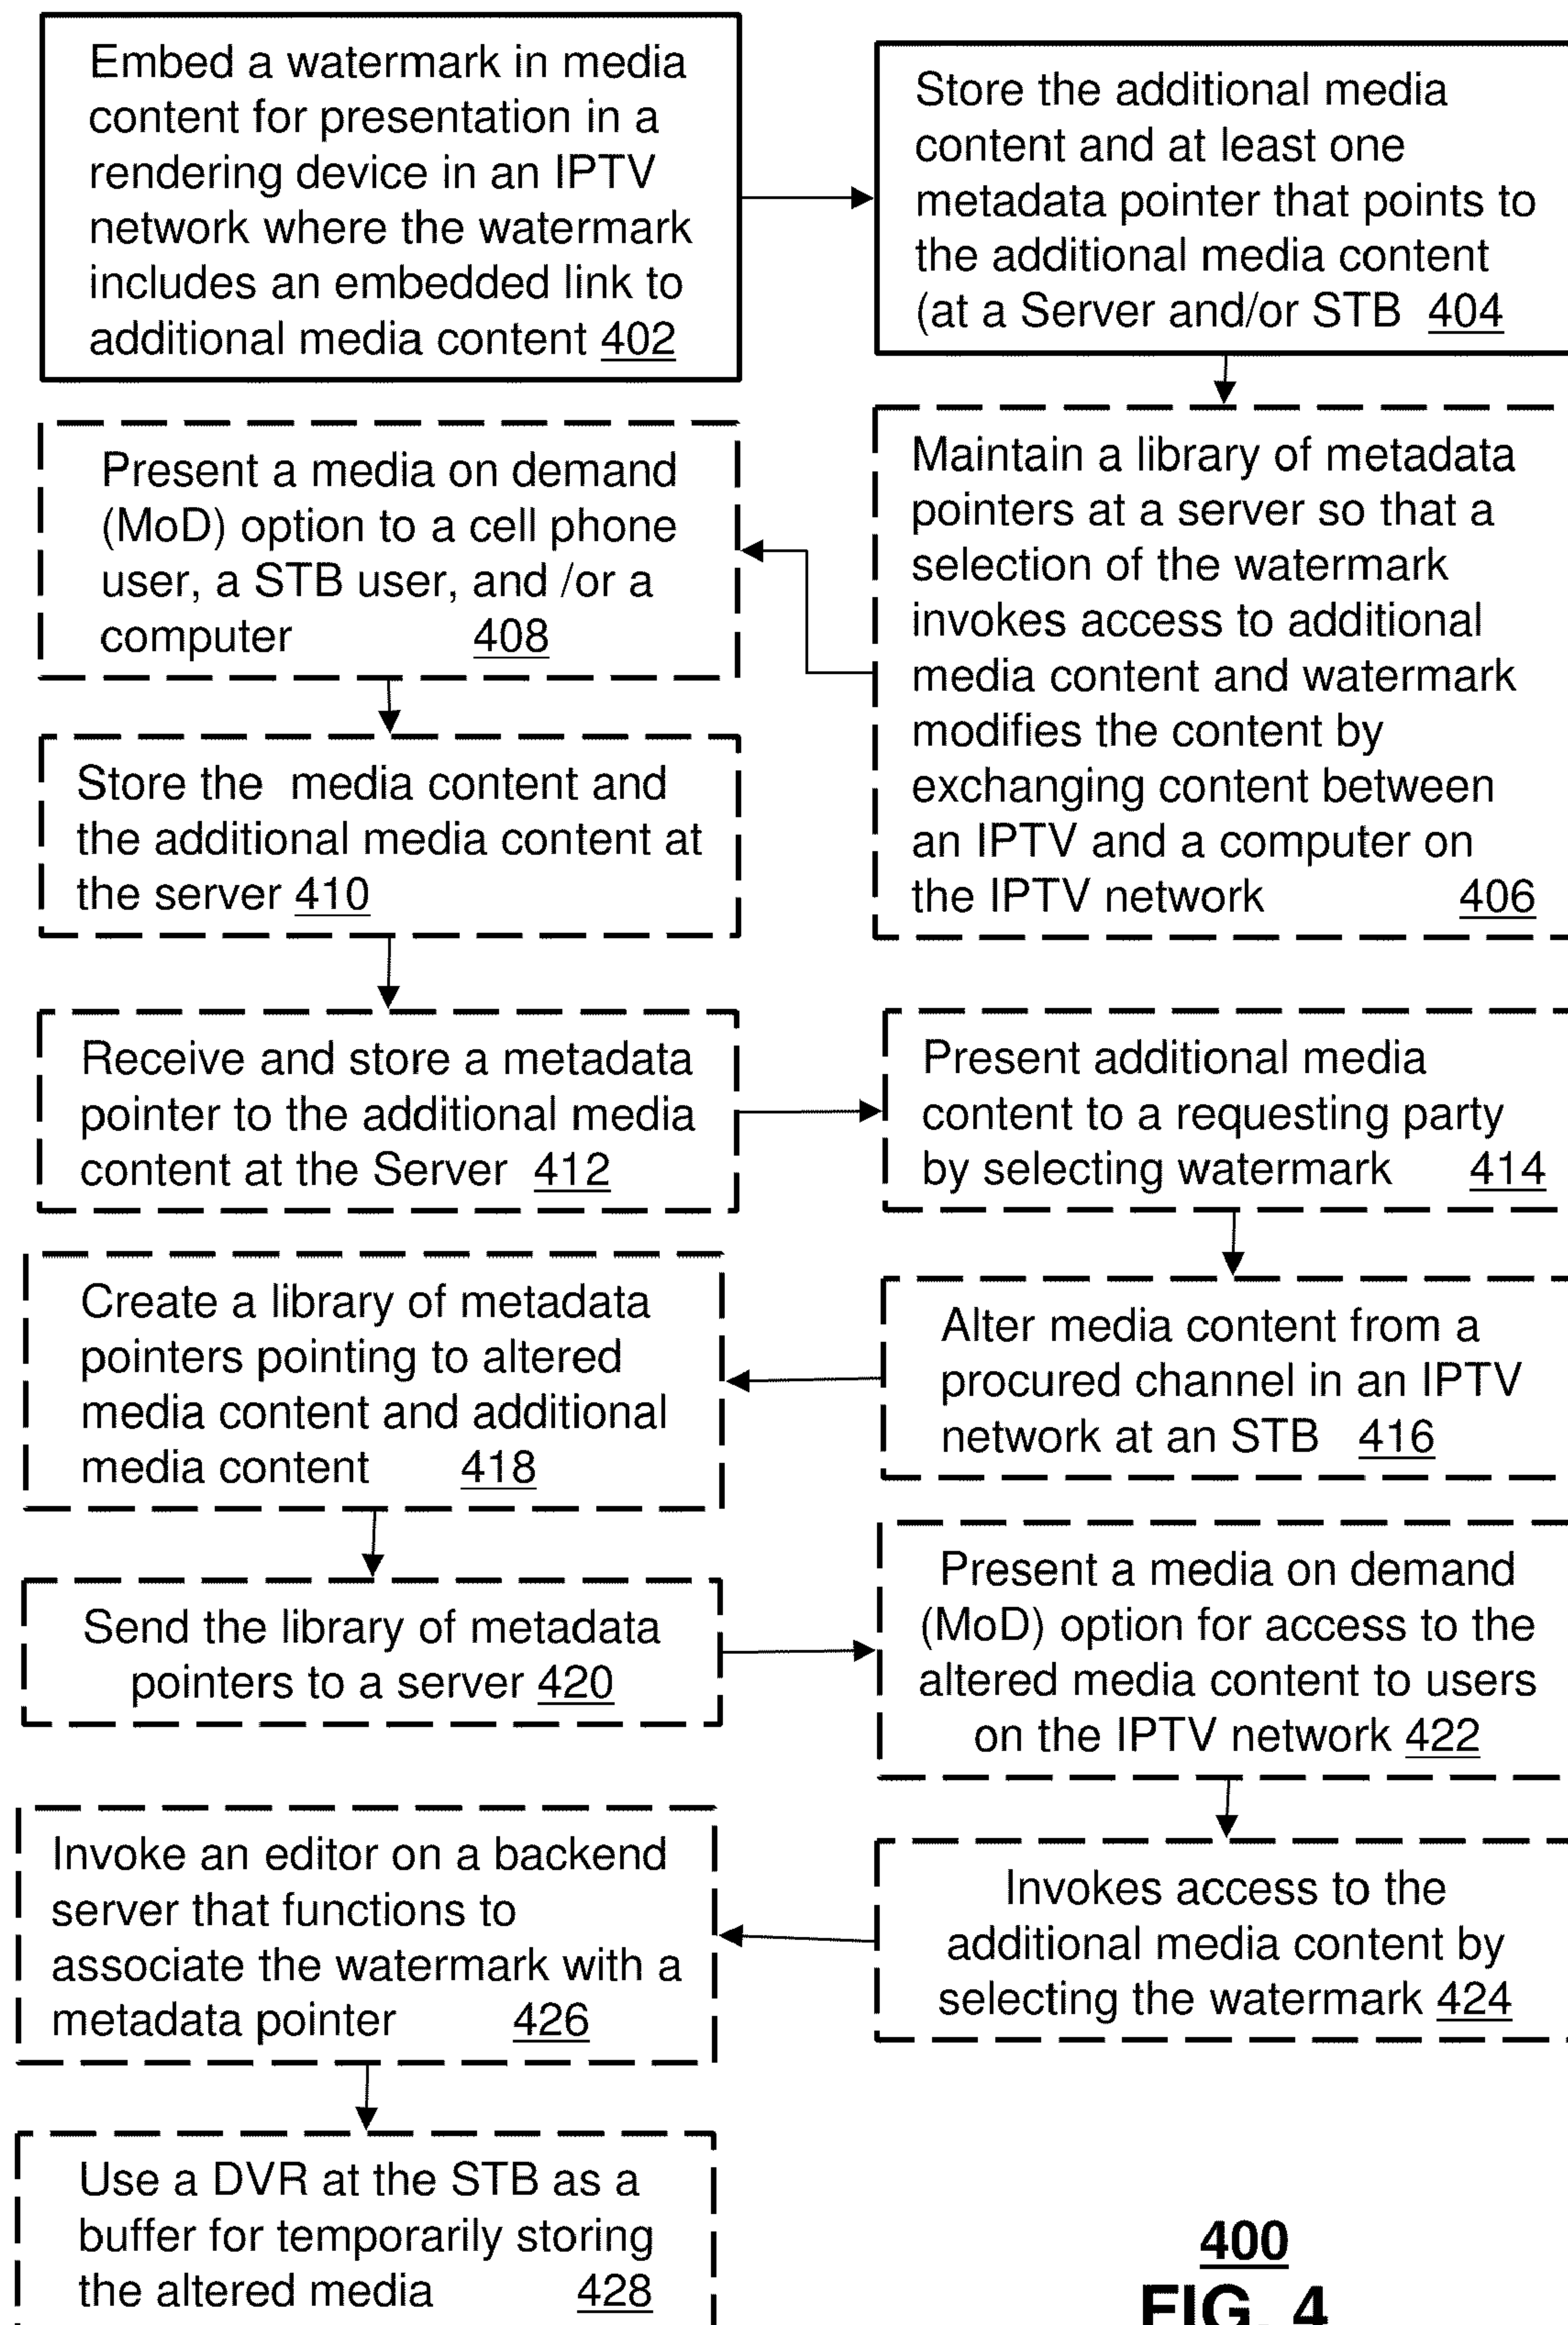 Embed a watermark in media
content for presentation in a
rendering device in an IPTV
network where the watermark
includes an embedded link to
additional media content 402
Store the additional media
content and at least one
metadata pointer that points to
the additional media content
(at a Server and/or STB 404
Maintain a library of metadata
pointers at a server so that a
selection of the watermark
invokes access to additional
media content and watermark
modifies the content by
exchanging content between
an IPTV and a computer on
the IPTV network 406
Present a media on demand
(MoD) option to a cell phone
user, a STB user, and /or a
computer 408
Store the media content and
the additional media content at
the server 410
Receive and store a metadata
pointer to the additional media
content at the Server 412
Present additional media
content to a requesting party
by selecting watermark 414
Alter media content from a
procured channel in an IPTV
network at an STB 416
Create a library of metadata
pointers pointing to altered
media content and additional
media content 418
Send the library of metadata
pointers to a server 420
Present a media on demand
(MoD) option for access to the
altered media content to users
on the IPTV network 422
Invokes access to the
additional media content by
selecting the watermark 424
Invoke an editor on a backend
server that functions to
associate the watermark with a
metadata pointer 426
Use a DVR at the STB as a
buffer for temporarily storing
the altered media 428
400
FIG. 4